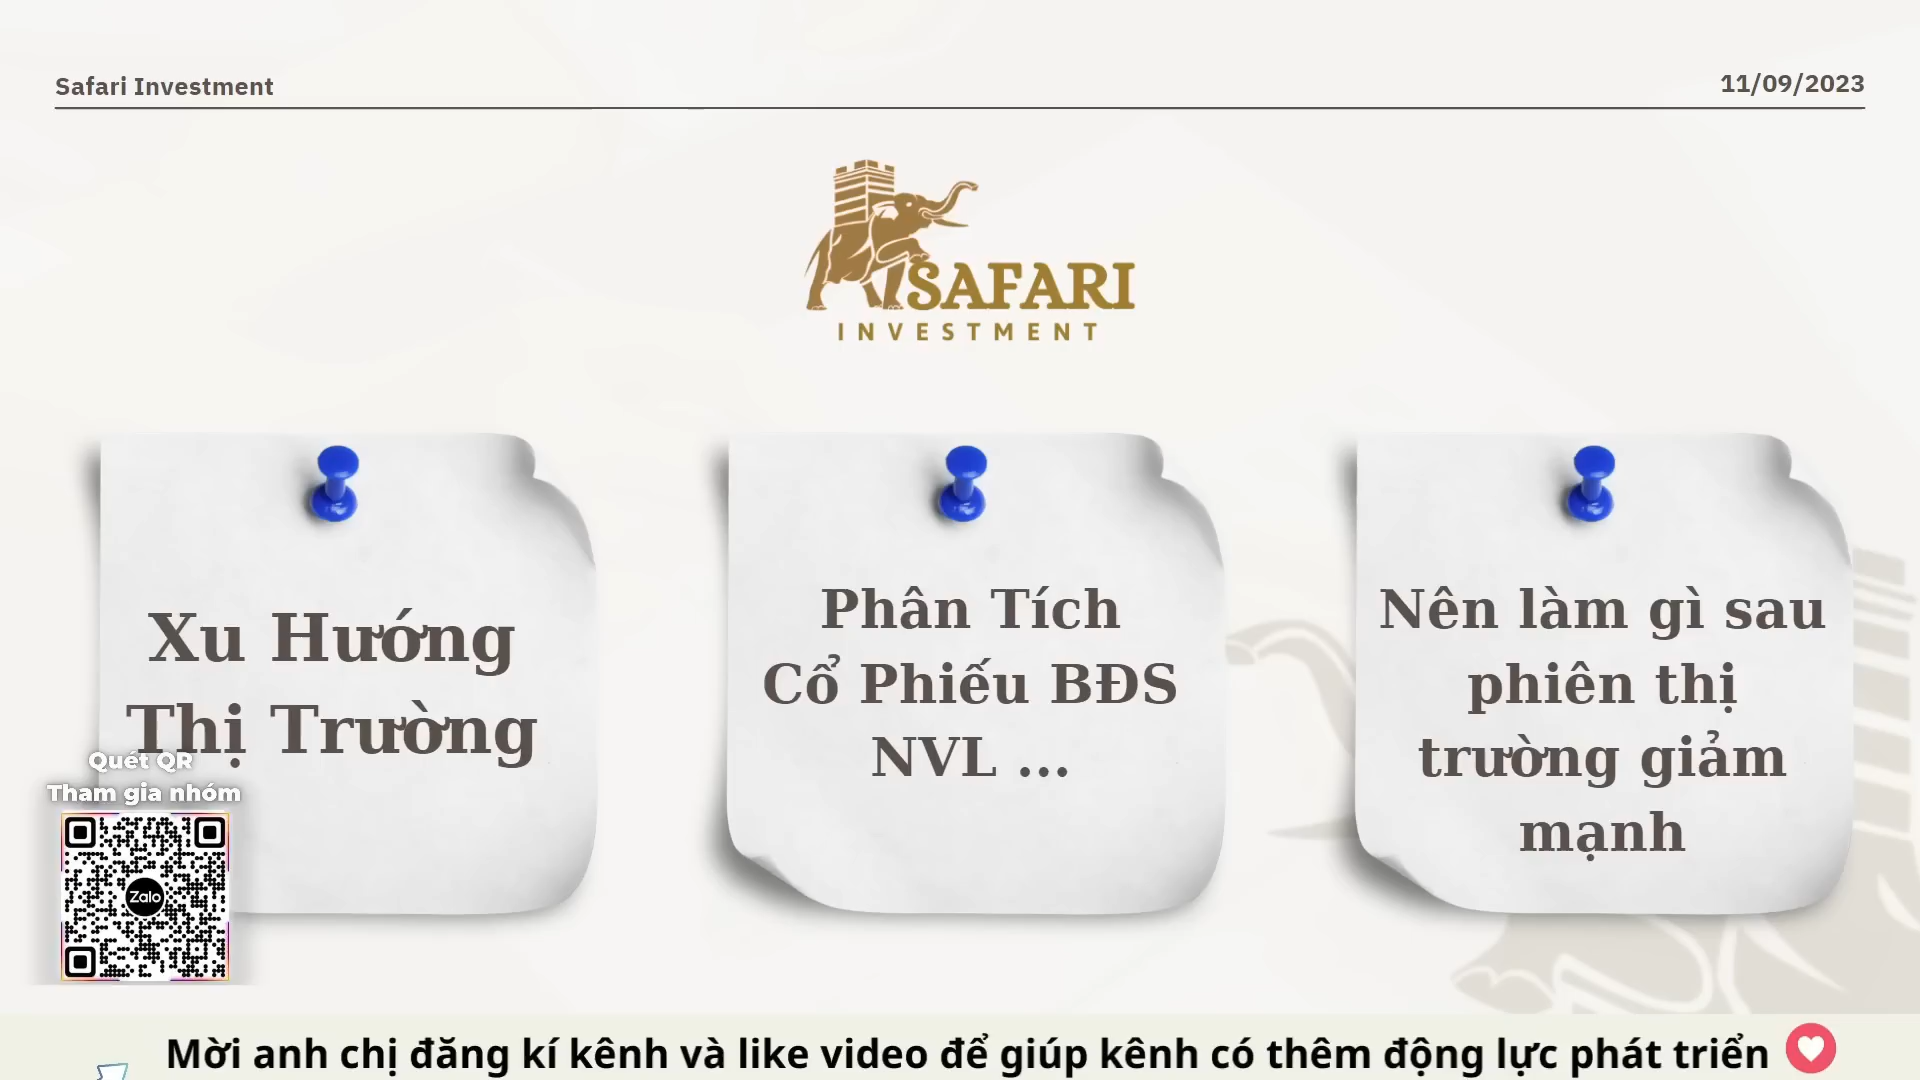 Safari Investment
11/09/2023
SAFARI
INVESTMENT
Xu Hướng
Thị Trường
Phân Tích
Cổ Phiếu BĐS
NVL ...
Nên làm gì sau
phiên thị
trường giảm
mạnh
Quét QR
Tham gia nhóm
Zalo
Mời anh chị đăng kí kênh và like video để giúp kênh có thêm động lực phát triển